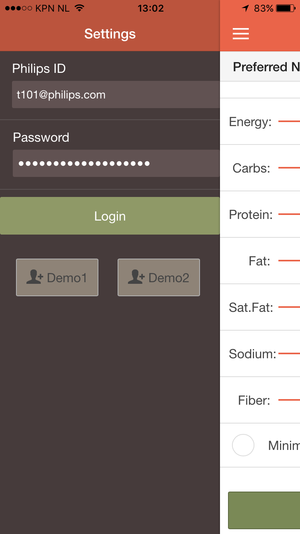 KPN NL 13:02 83%
Settings
Philips ID
t101@philips.com
Password
••••••••••••••••••••
Login
Demo1 Demo2
Preferred N
Energy:
Carbs:
Protein:
Fat:
Sat.Fat:
Sodium:
Fiber:
Minim